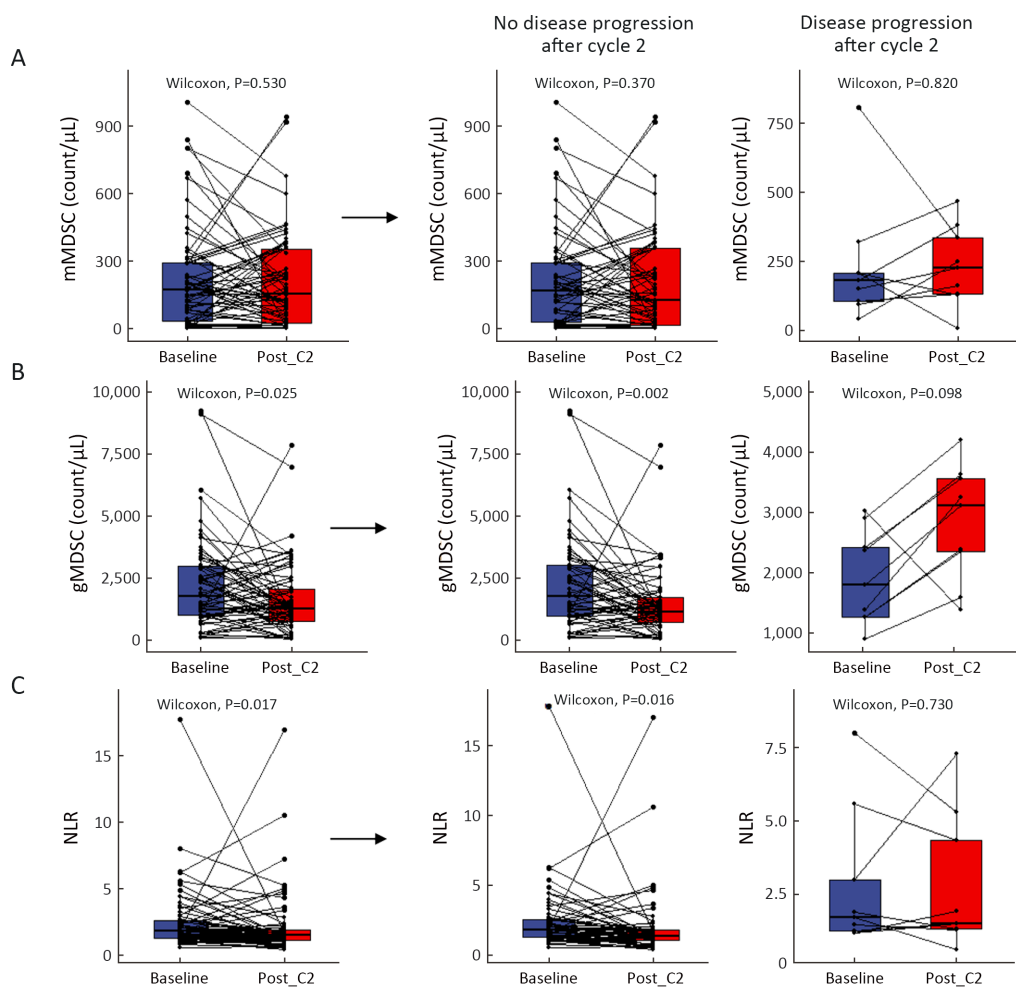 No disease progression
after cycle 2
Disease progression
after cycle 2
A
Wilcoxon, P=0.530
mMDSC (count/μL)
900
600
300
0
Baseline
Post_C2
Wilcoxon, P=0.370
mMDSC (count/μL)
900
600
300
0
Baseline
Post_C2
Wilcoxon, P=0.820
mMDSC (count/μL)
750
500
250
0
Baseline
Post_C2
B
Wilcoxon, P=0.025
gMDSC (count/μL)
10,000
7,500
5,000
2,500
0
Baseline
Post_C2
Wilcoxon, P=0.002
gMDSC (count/μL)
10,000
7,500
5,000
2,500
0
Baseline
Post_C2
Wilcoxon, P=0.098
gMDSC (count/μL)
5,000
4,000
3,000
2,000
1,000
Baseline
Post_C2
C
Wilcoxon, P=0.017
NLR
15
10
5
0
Baseline
Post_C2
Wilcoxon, P=0.016
NLR
15
10
5
0
Baseline
Post_C2
Wilcoxon, P=0.730
NLR
7.5
5.0
2.5
0
Baseline
Post_C2